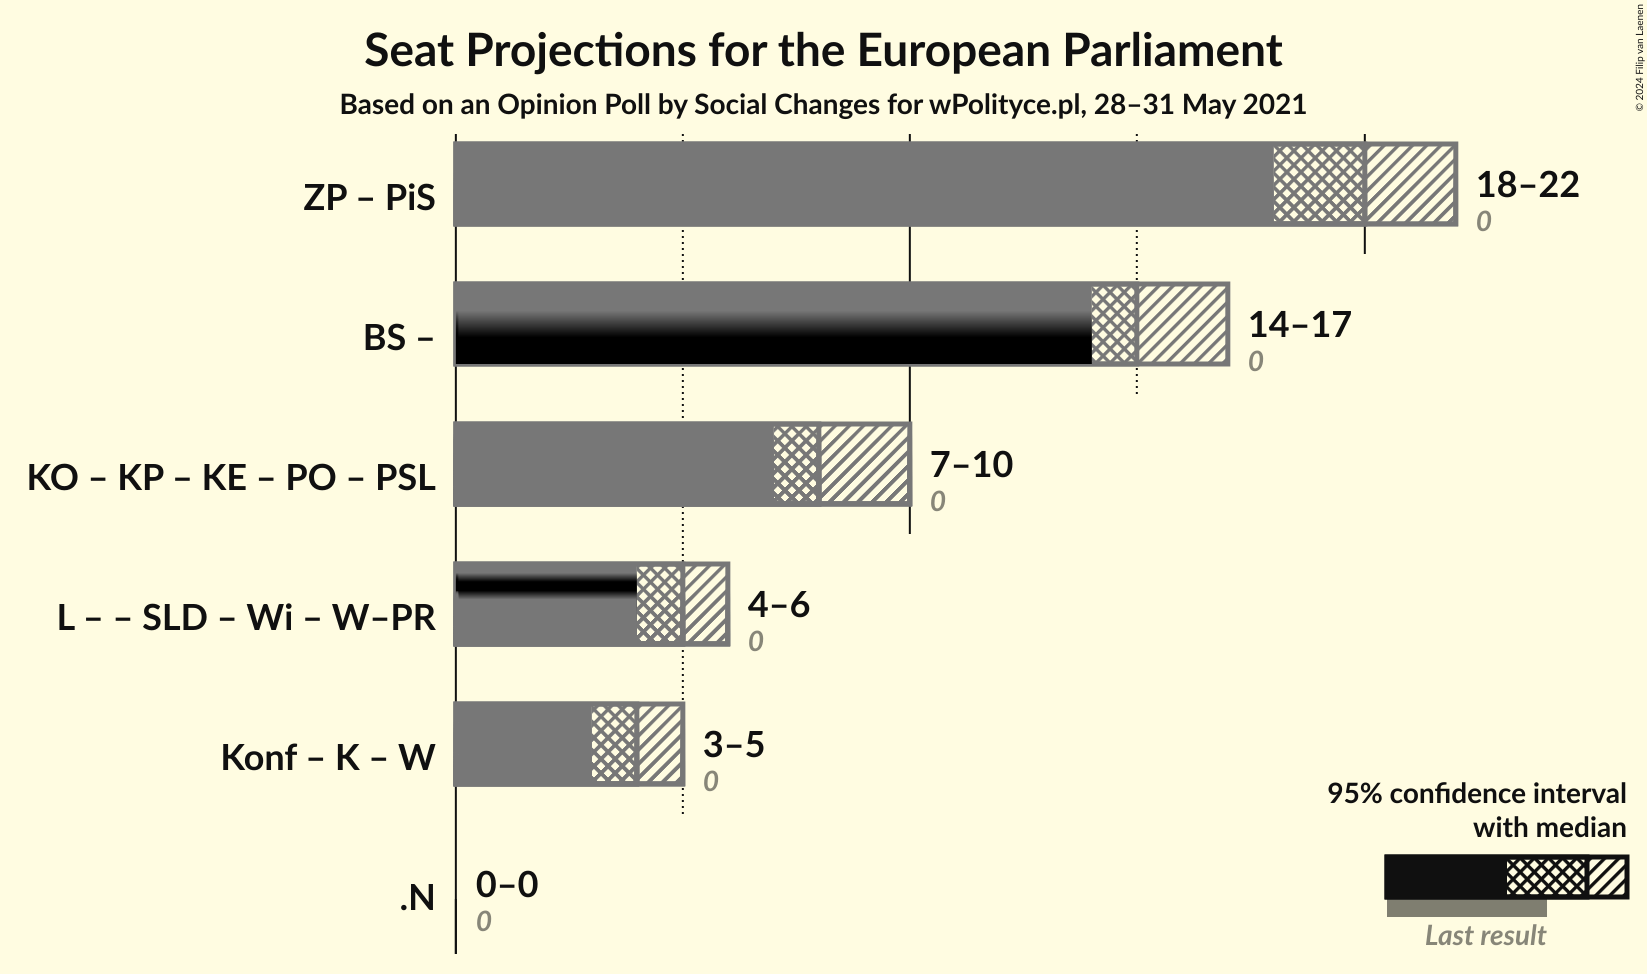 Seat Projections for the European Parliament
Based on an Opinion Poll by Social Changes for wPolityce.pl, 28–31 May 2021
© 2024 Filip van Laenen
ZP – PiS
18–22
0
BS –
14–17
0
KO – KP – KE – PO – PSL
7–10
0
L – – SLD – Wi – W–PR
4–6
0
Konf – K – W
3–5
0
.N
0–0
0
95% confidence interval
with median
Last result